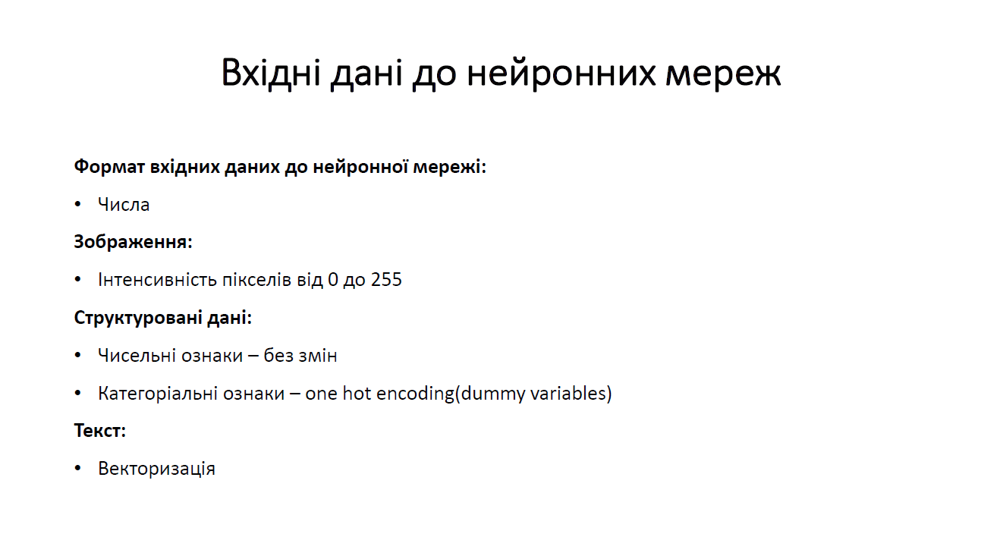 Вхідні дані до нейронних мереж
Формат вхідних даних до нейронної мережі:
• Числа
Зображення:
• Інтенсивність пікселів від 0 до 255
Структуровані дані:
• Чисельні ознаки – без змін
• Категоріальні ознаки – one hot encoding(dummy variables)
Текст:
• Векторизація